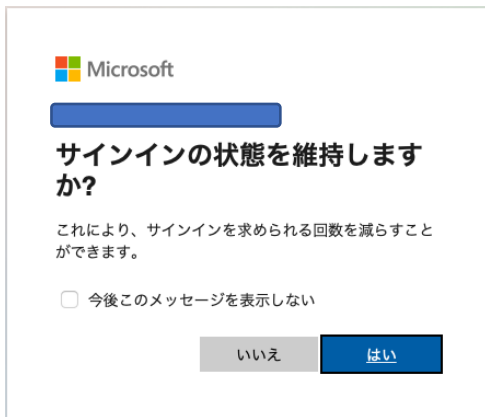 Microsoft
サインインの状態を維持します
か?
これにより、サインインを求められる回数を減らすこと
ができます。
今後このメッセージを表示しない
いいえ
はい